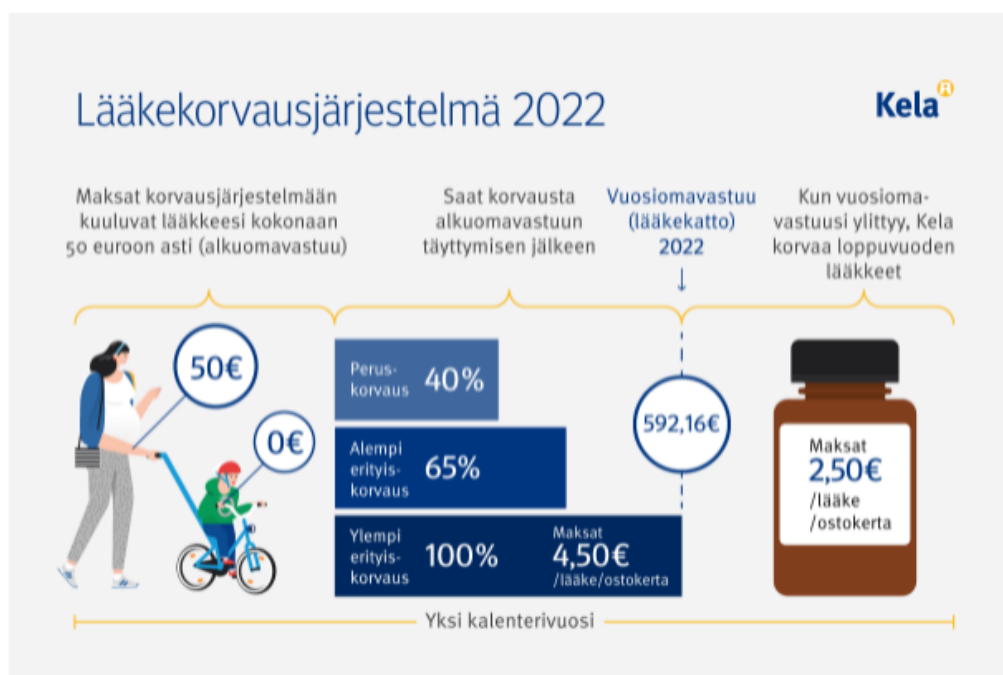 Lääkekorvausjärjestelmä 2022
Kela
Maksat korvausjärjestelmään
kuuluvat lääkkeesi kokonaan
50 euroon asti (alkuomavastuu)
Saat korvausta
alkuomavastuun
täyttymisen jälkeen
Vuosiomavastuu
(lääkekatto)
2022
Kun vuosioma-
vastuusi ylittyy, Kela
korvaa loppuvuoden
lääkkeet
50€
0€
Perus-
korvaus
40%
Alempi
erityis-
korvaus
65%
Ylempi
erityis-
korvaus
100%
Maksat
4,50€
/lääke/ostokerta
592,16€
Maksat
2,50€
/lääke
/ostokerta
Yksi kalenterivuosi